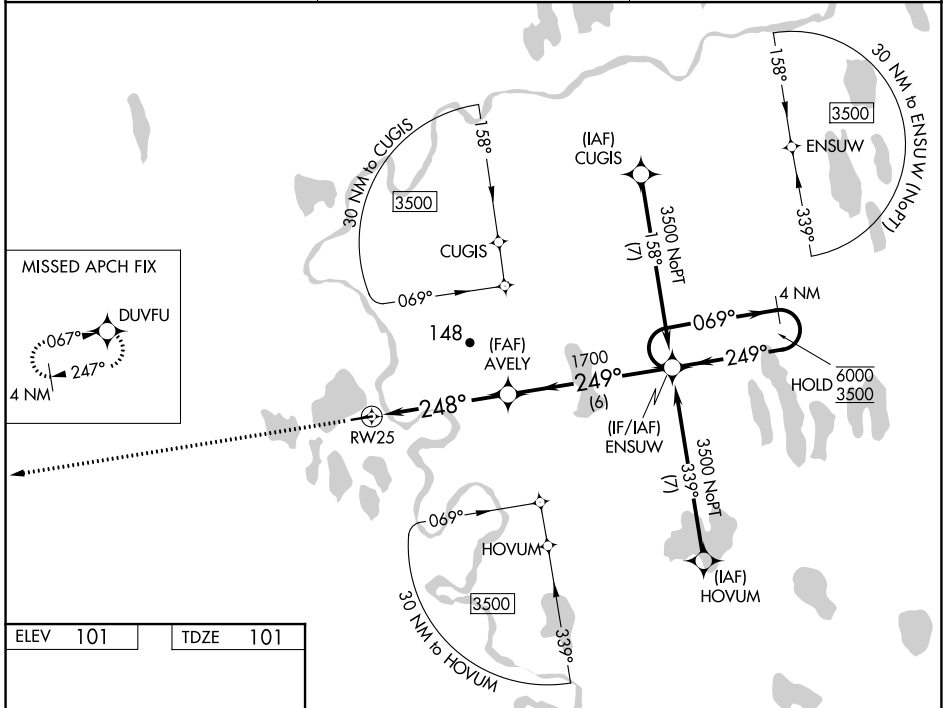 158°
30 NM to ENSUW (NoPT)
3500
ENSUW
339°
30 NM to CUGIS
158°
3500
CUGIS
069°
(IAF)
CUGIS
3500 NoPT
158°
(7)
MISSED APCH FIX
DUVFU
067°
247°
4 NM
148
(FAF)
AVELY
1700
249°
(6)
4 NM
069°
249°
HOLD 6000
3500
248°
RW25
(IF/IAF)
ENSUW
3500 NoPT
339°
(7)
(IAF)
HOVUM
069°
HOVUM
3500
339°
30 NM to HOVUM
ELEV 101
TDZE 101